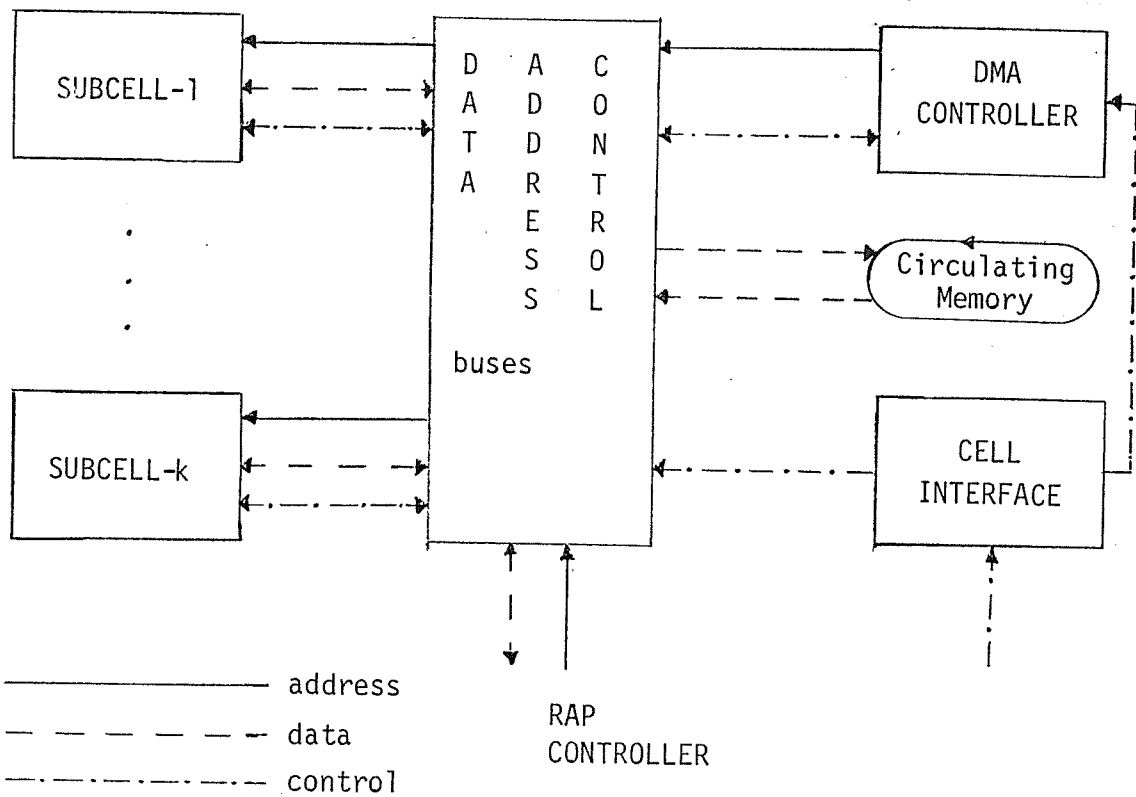 SUBCELL-1
D A C
A D O
T D N
A R T
E R
S O
S L
buses
DMA
CONTROLLER
Circulating
Memory
SUBCELL-k
CELL
INTERFACE
address
data
control
RAP
CONTROLLER